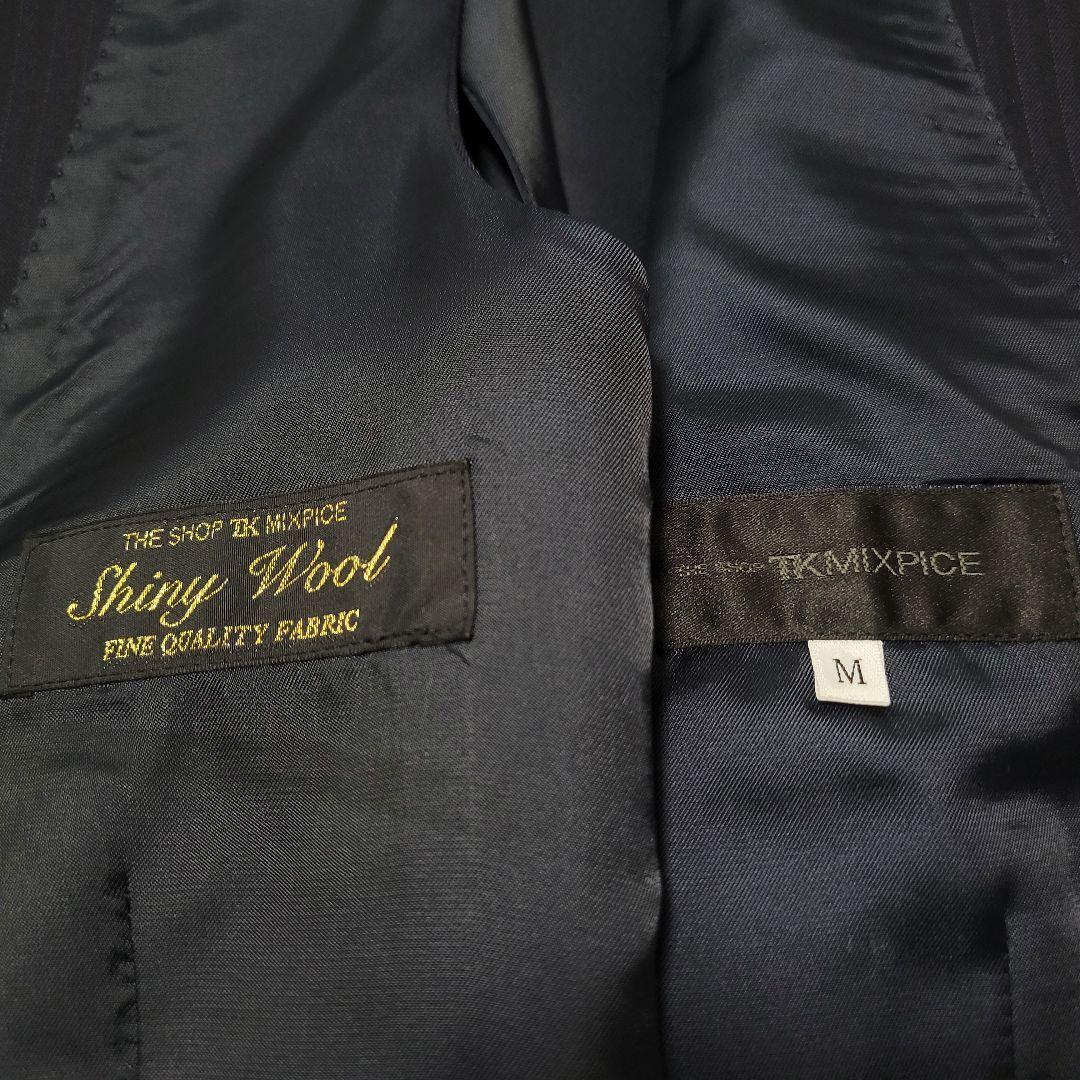 THE SHOP TK MIXPICE
Shiny Wool
FINE QUALITY FABRIC
THE SHOP TK MIXPICE
M